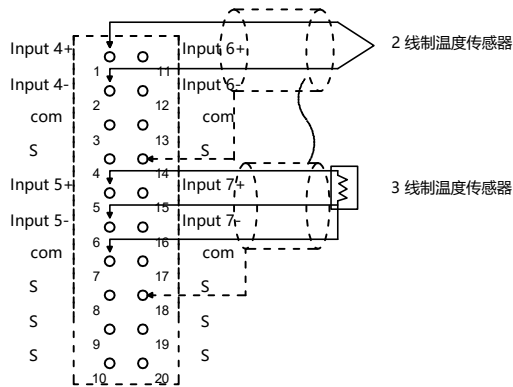 2 线制温度传感器
Input 4+ 1 11 Input 6+
Input 4- 2 12 Input 6-
com 3 13 com
S 4 14 S
Input 5+ 5 15 Input 7+
Input 5- 6 16 Input 7-
com 7 17 com
S 8 18 S
S 9 19 S
S 10 20 S
3 线制温度传感器